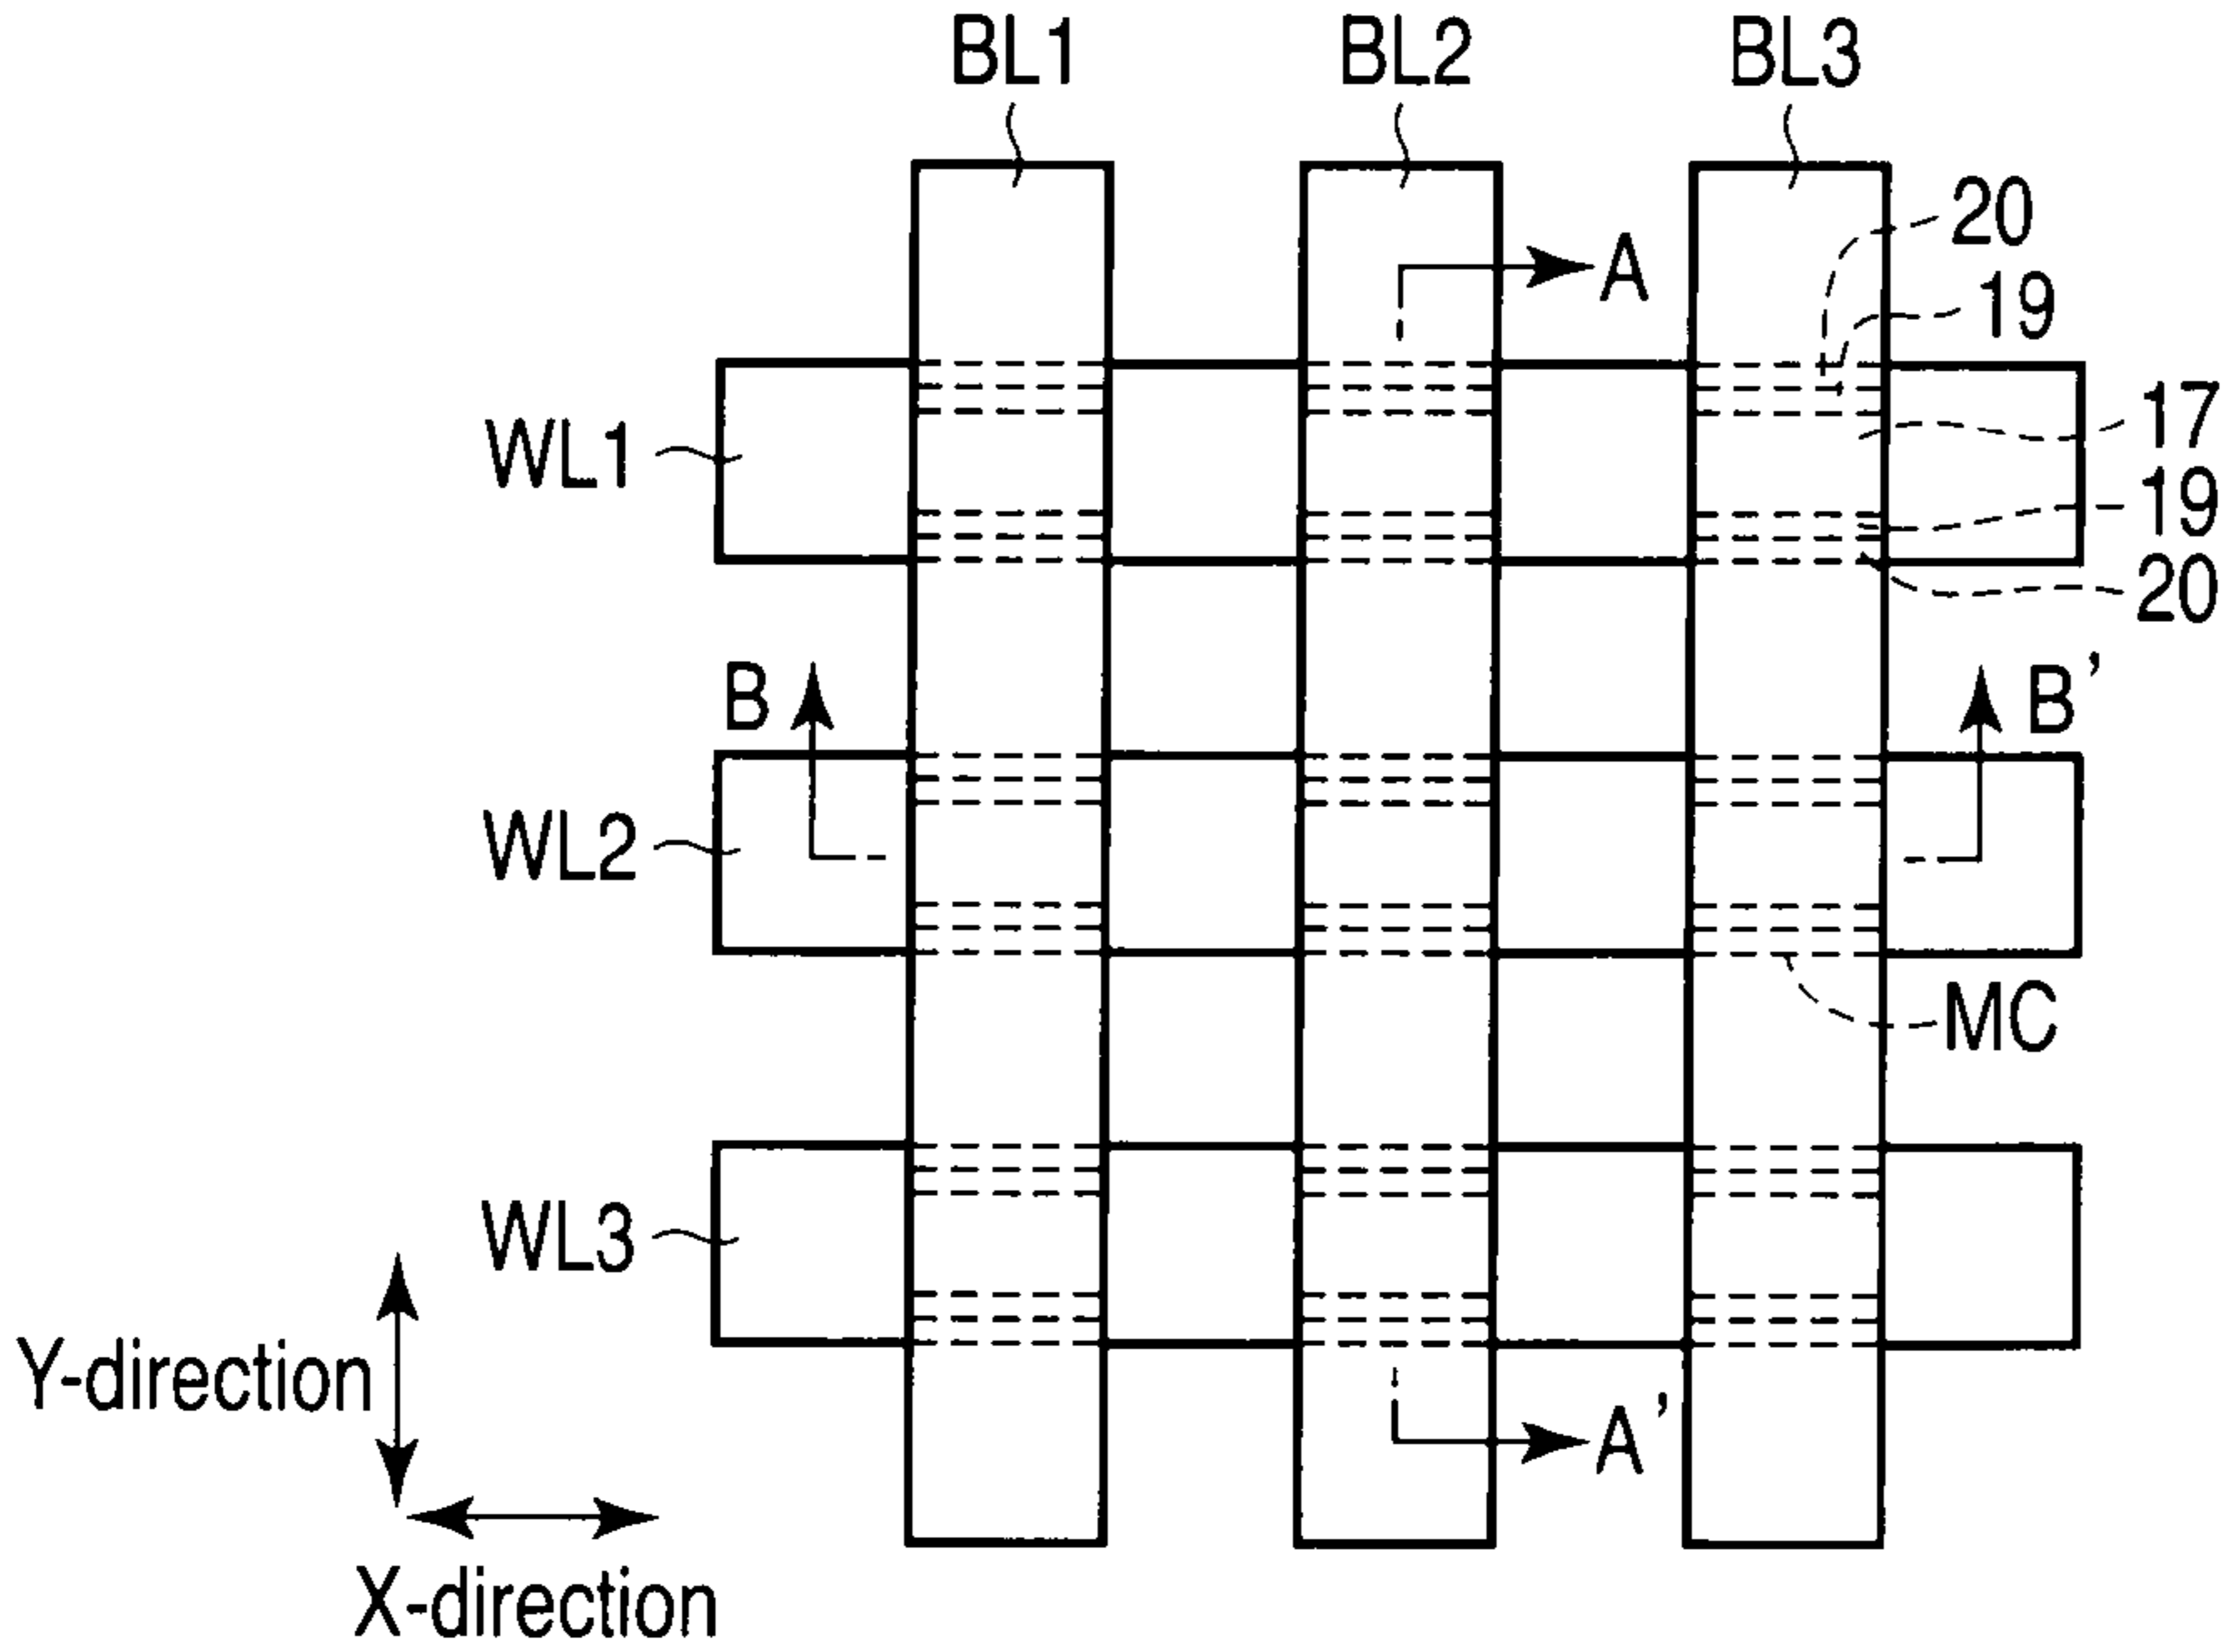 BL1
BL2
BL3
20
A
19
17
WL1
19
20
B
B'
WL2
MC
WL3
Y-direction
A'
X-direction